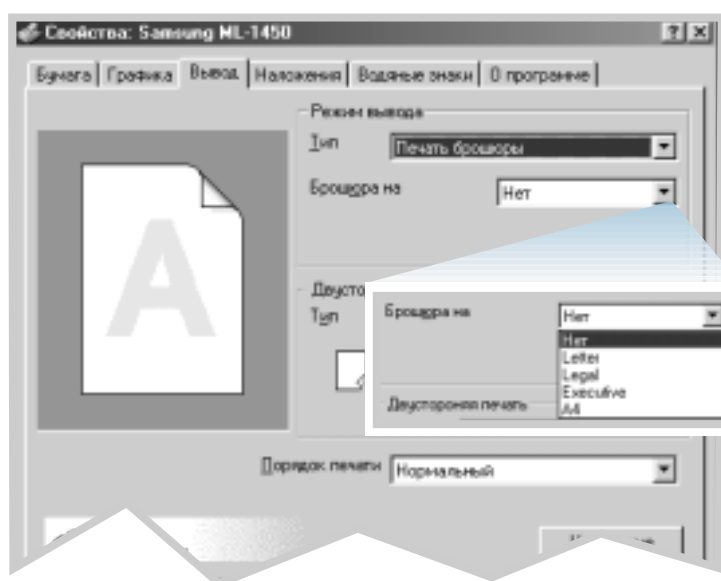 Свойства: Samsung ML-1450
Бумага Графика Вывод Наложения Водяные знаки О программе
Режим вывода
Тип Печать брошюры
Брошюра на Нет
A
Двусто
Тип
Брошюра на Нет
Нет
Letter
Legal
Executive
A4
Двустороняя печать
Порядок печати Нормальный